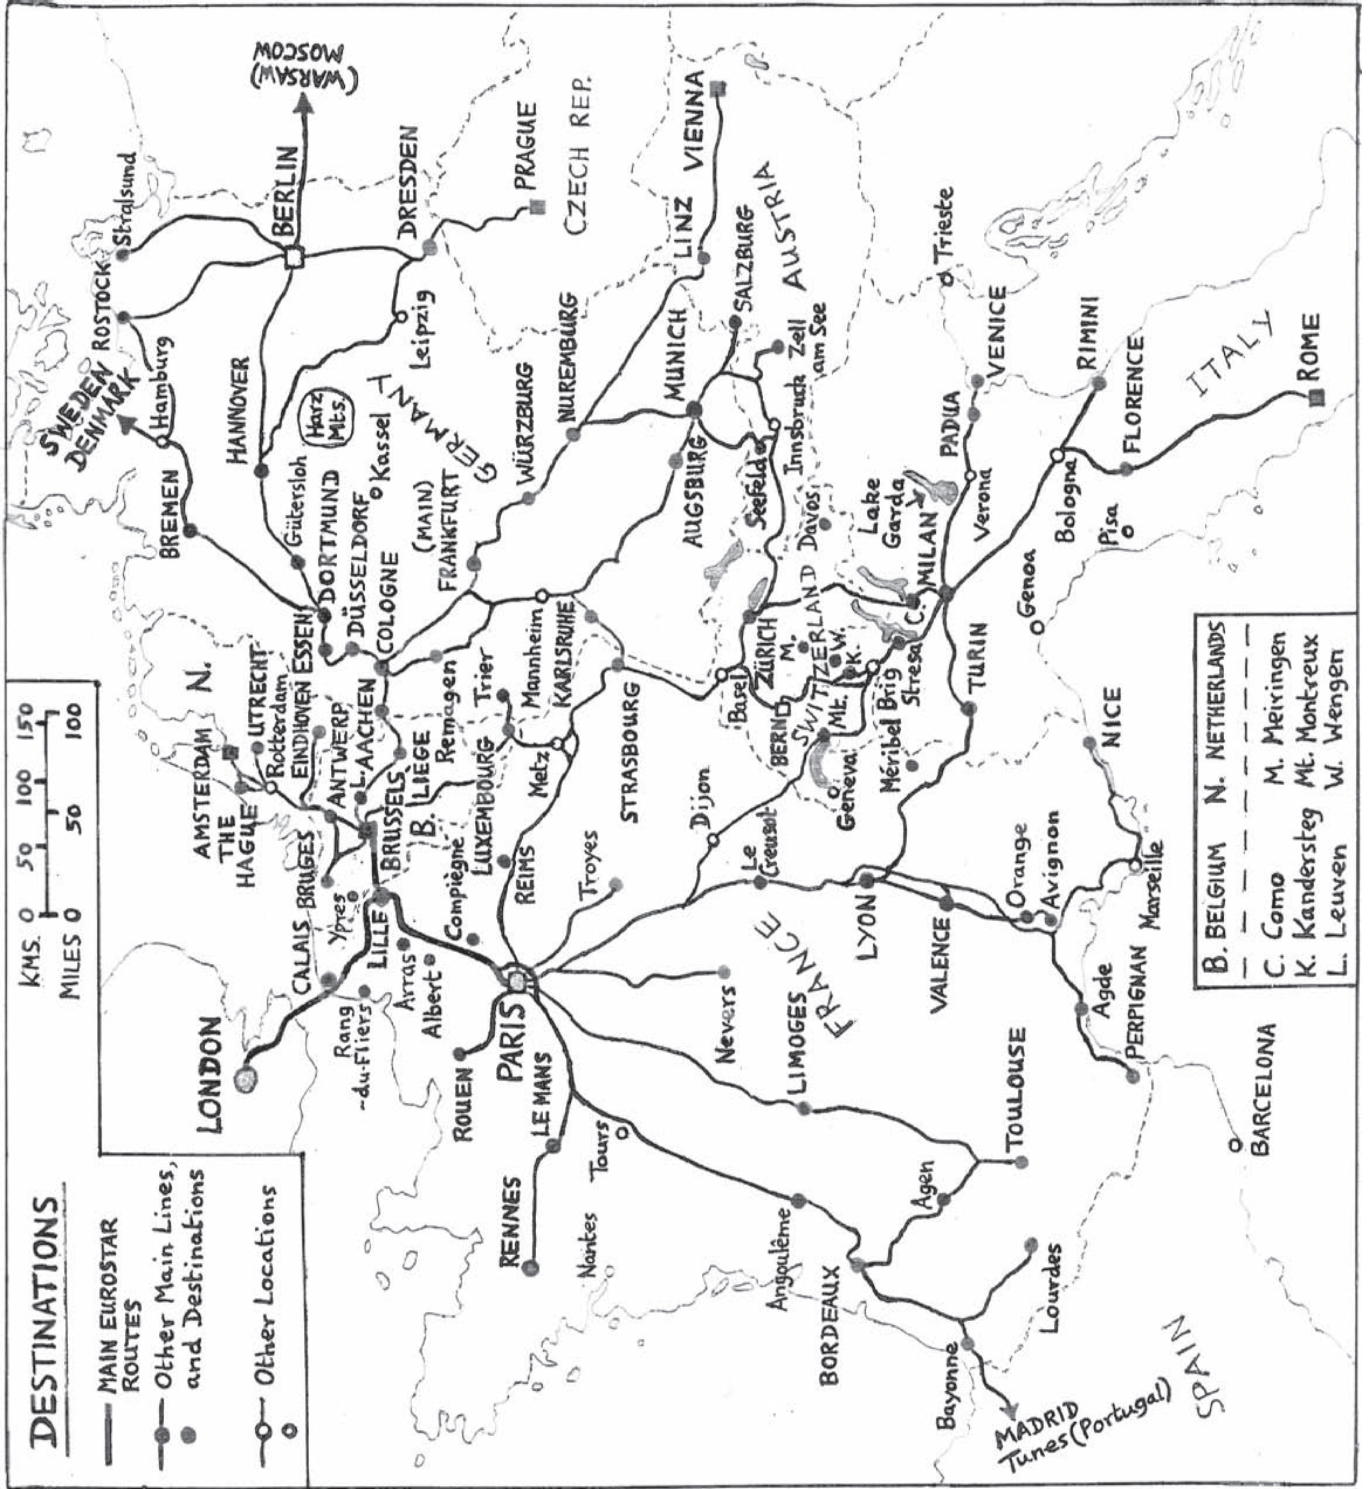 DESTINATIONS
MAIN EUROSTAR
ROUTES
Other Main Lines,
and Destinations
Other Locations
KMS. 0 50 100 150
MILES 0 50 100
LONDON
CALAIS
Rang
-du-Fliers
Ypres
LILLE
Arras
Albert
Compiègne
BRUGES
AMSTERDAM
THE
HAGUE
UTRECHT
Rotterdam
N.
EINDHOVEN
ANTWERP
L.
BRUSSELS
B.
LIEGE
AACHEN
LUXEMBOURG
Trier
Remagen
COLOGNE
DÜSSELDORF
ESSEN
DORTMUND
Gütersloh
Kassel
Harz
Mts.
HANNOVER
BREMEN
Hamburg
SWEDEN
DENMARK
ROSTOCK
Stralsund
BERLIN
(WARSAW)
MOSCOW
Leipzig
DRESDEN
PRAGUE
CZECH REP.
GERMANY
FRANKFURT
(MAIN)
WÜRZBURG
NUREMBURG
Mannheim
KARLSRUHE
STRASBOURG
Metz
REIMS
Troyes
PARIS
ROUEN
LE MANS
RENNES
Nantes
Tours
Nevers
Dijon
Le
Creusot
AUGSBURG
MUNICH
LINZ
VIENNA
SALZBURG
AUSTRIA
Zell
am See
Innsbruck
Seefeld
Davos
ZÜRICH
Basel
BERN
SWITZERLAND
M.
W.
K.
Mt.
Brig
Stresa
C.
Geneva
Méribel
Lake
Garda
MILAN
Verona
PADUA
VENICE
Trieste
TURIN
Genoa
Bologna
RIMINI
Pisa
FLORENCE
ITALY
ROME
NICE
Marseille
Avignon
Orange
VALENCE
LYON
FRANCE
LIMOGES
Angoulême
BORDEAUX
Agen
TOULOUSE
Agde
PERPIGNAN
BARCELONA
Lourdes
Bayonne
MADRID
Tunes (Portugal)
SPAIN
B. BELGIUM N. NETHERLANDS
C. Como M. Meiringen
K. Kandersteg Mt. Montreux
L. Leuven W. Wengen